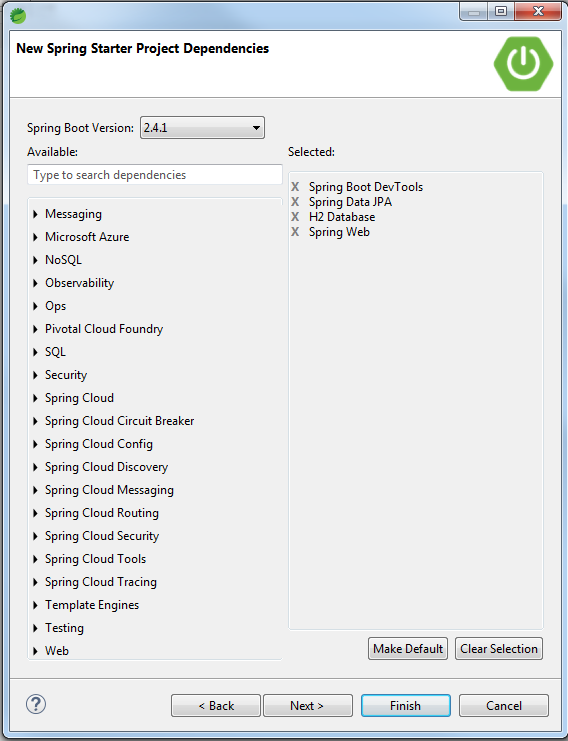 New Spring Starter Project Dependencies
Spring Boot Version: 2.4.1
Available:
Type to search dependencies
Messaging
Microsoft Azure
NoSQL
Observability
Ops
Pivotal Cloud Foundry
SQL
Security
Spring Cloud
Spring Cloud Circuit Breaker
Spring Cloud Config
Spring Cloud Discovery
Spring Cloud Messaging
Spring Cloud Routing
Spring Cloud Security
Spring Cloud Tools
Spring Cloud Tracing
Template Engines
Testing
Web
Selected:
X Spring Boot DevTools
X Spring Data JPA
X H2 Database
X Spring Web
Make Default Clear Selection
? < Back Next > Finish Cancel